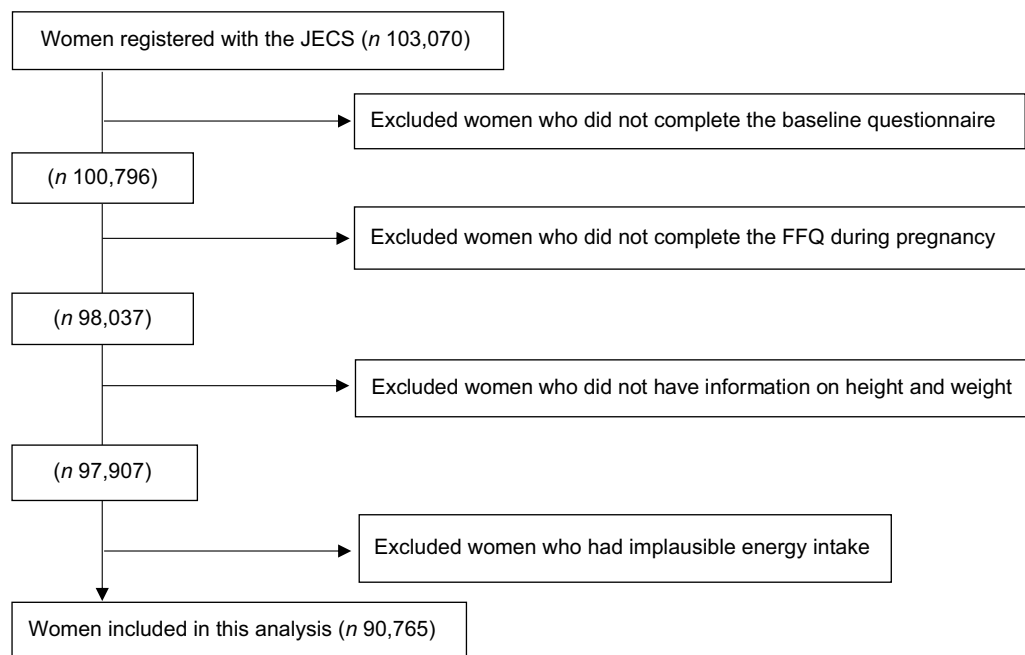 Women registered with the JECS (n 103,070)
Excluded women who did not complete the baseline questionnaire
(n 100,796)
Excluded women who did not complete the FFQ during pregnancy
(n 98,037)
Excluded women who did not have information on height and weight
(n 97,907)
Excluded women who had implausible energy intake
Women included in this analysis (n 90,765)